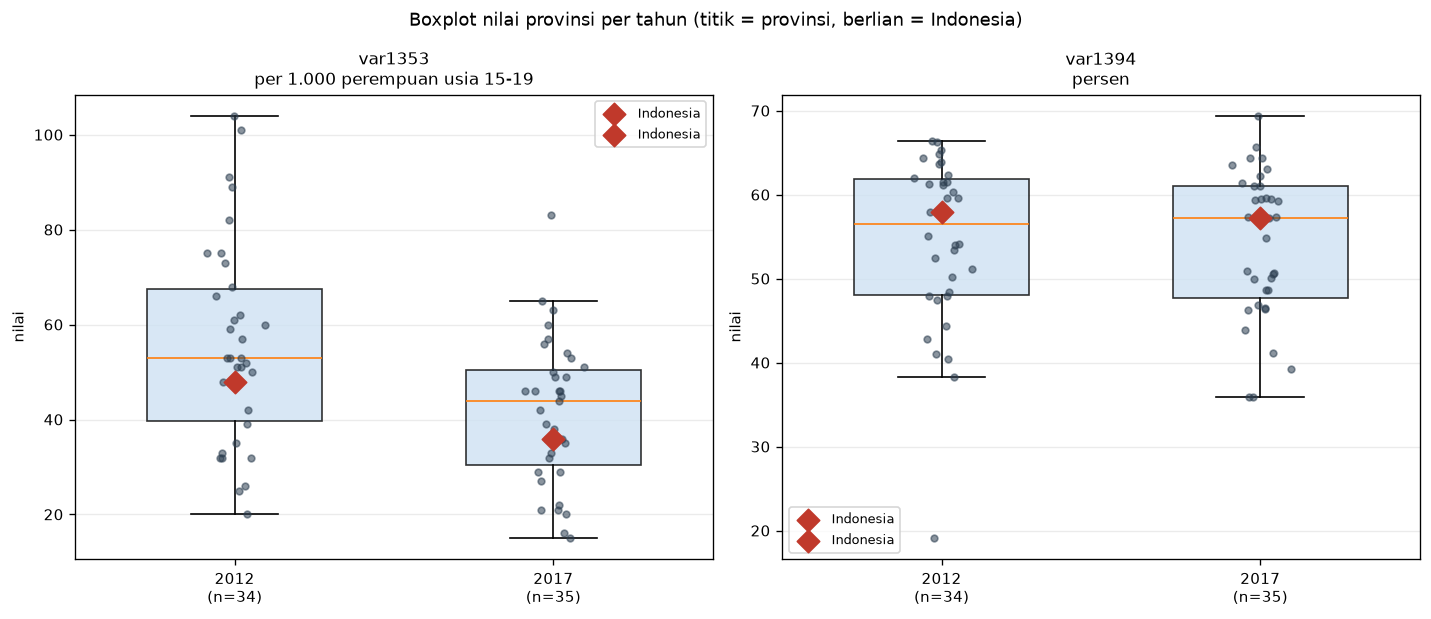 Boxplot nilai provinsi per tahun (titik = provinsi, berlian = Indonesia)
var1353
per 1.000 perempuan usia 15-19
nilai
100
80
60
40
20
Indonesia
Indonesia
2012
(n=34)
2017
(n=35)
var1394
persen
nilai
70
60
50
40
30
20
Indonesia
Indonesia
2012
(n=34)
2017
(n=35)